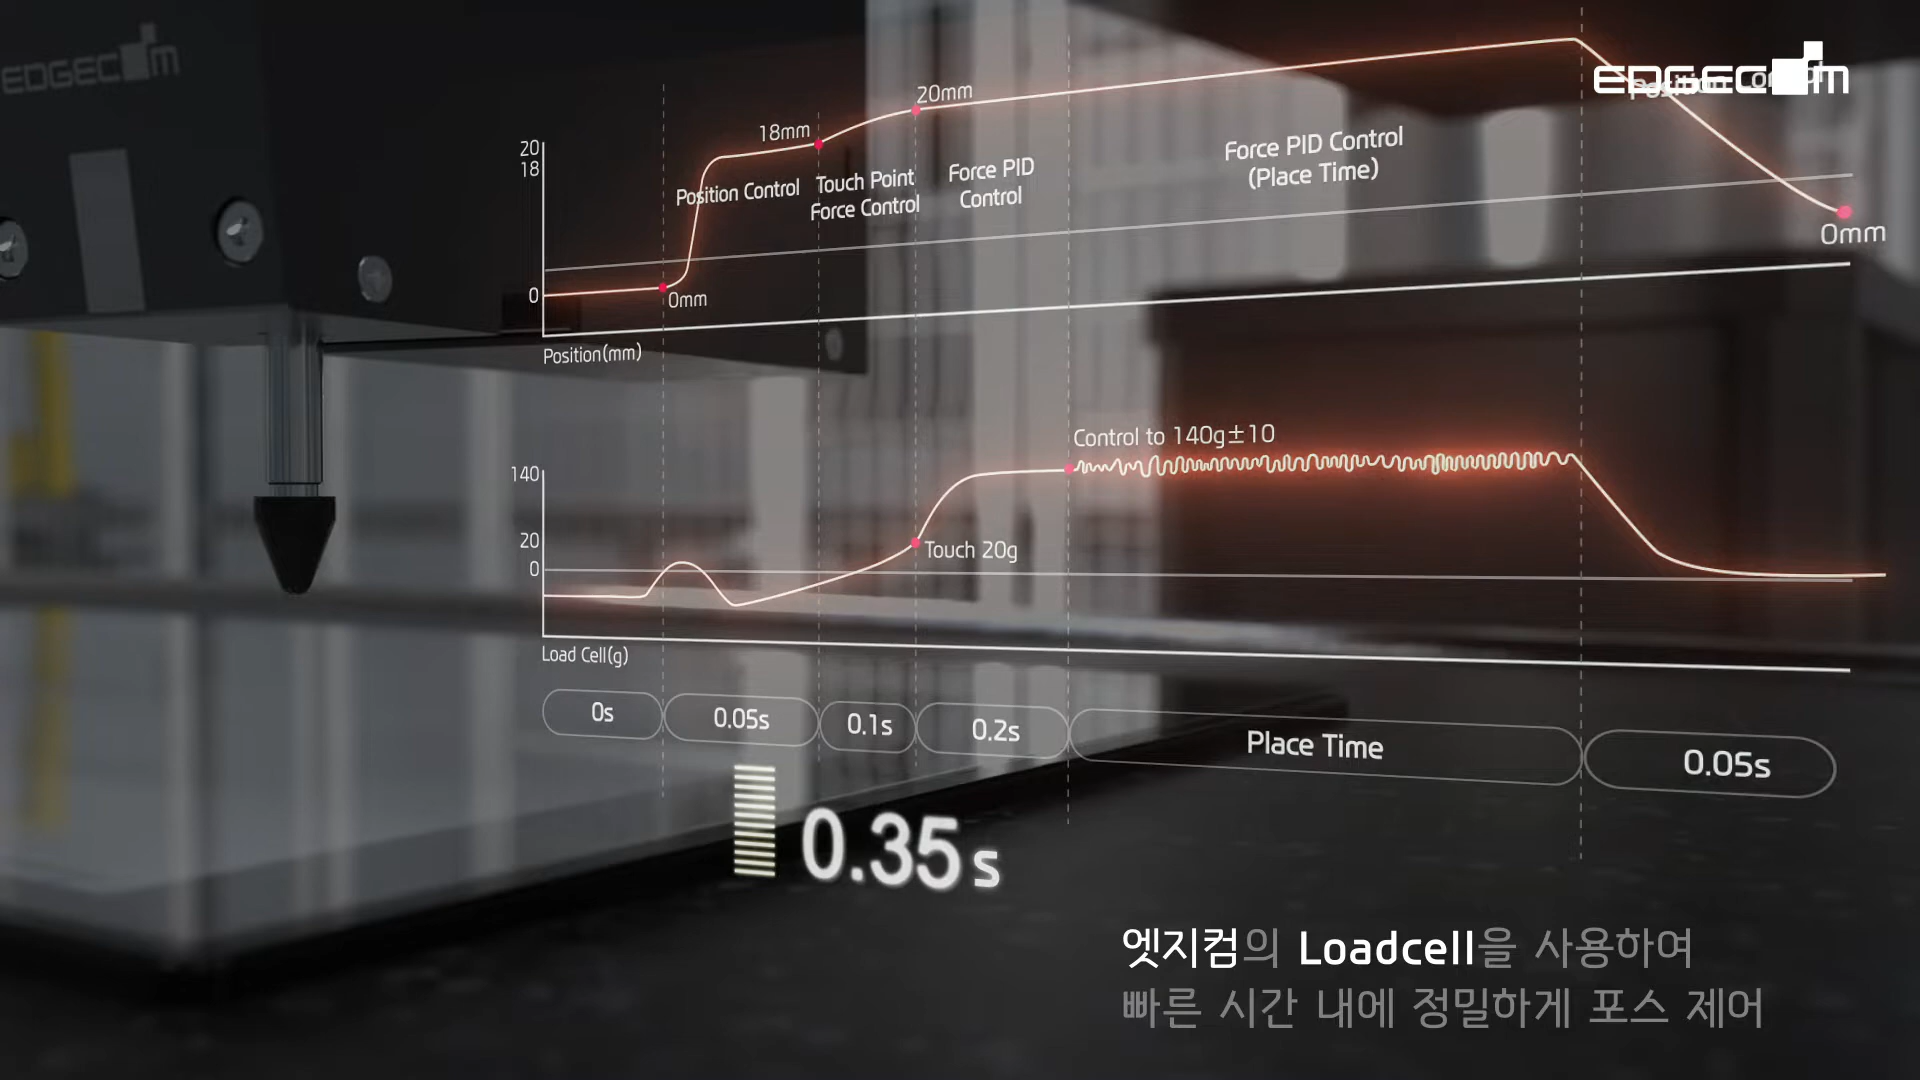 EDGECOM
EDGECOM
Position Control
20mm
18mm
20
18
Position Control
Touch Point
Force Control
Force PID
Control
Force PID Control
(Place Time)
0mm
0
0mm
Position(mm)
Control to 140g±10
140
20
0
Touch 20g
Load Cell(g)
0s
0.05s
0.1s
0.2s
Place Time
0.05s
0.35s
엣지컴의 Loadcell을 사용하여
빠른 시간 내에 정밀하게 포스 제어